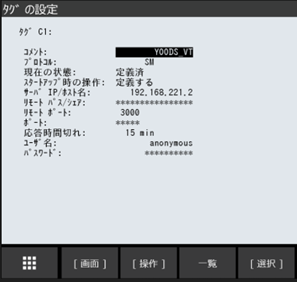 ﾀｸﾞの設定
ﾀｸﾞ C1:
ｺﾒﾝﾄ: YOODS_VT
ﾌﾟﾛﾄｺﾙ: SM
現在の状態: 定義済
ｽﾀｰﾄｱｯﾌﾟ時の操作: 定義する
ｻｰﾊﾞ IP/ﾎｽﾄ名: 192.168.221.2
ﾘﾓｰﾄ ﾊﾟｽ/ｼｪｱ: ***************
ﾘﾓｰﾄ ﾎﾟｰﾄ: 3000
ﾎﾟｰﾄ: *****
応答時間切れ: 15 min
ﾕｰｻﾞ名: anonymous
ﾊﾟｽﾜｰﾄﾞ: **********
[ 画面 ] [ 操作 ] 一覧 [ 選択 ]